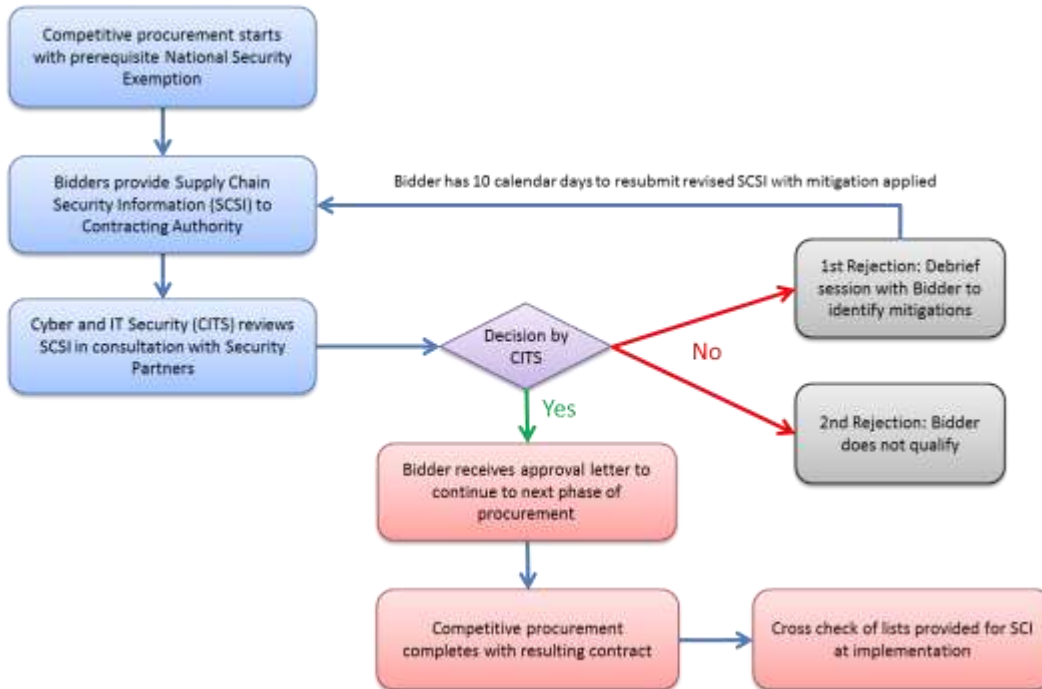 Competitive procurement starts
with prerequisite National Security
Exemption
Bidders provide Supply Chain
Security Information (SCSI) to
Contracting Authority
Bidder has 10 calendar days to resubmit revised SCSI with mitigation applied
Cyber and IT Security (CITS) reviews
SCSI in consultation with Security
Partners
Decision by
CITS
1st Rejection: Debrief
session with Bidder to
identify mitigations
No
2nd Rejection: Bidder
does not qualify
Yes
Bidder receives approval letter to
continue to next phase of
procurement
Competitive procurement
completes with resulting contract
Cross check of lists provided for SCI
at implementation